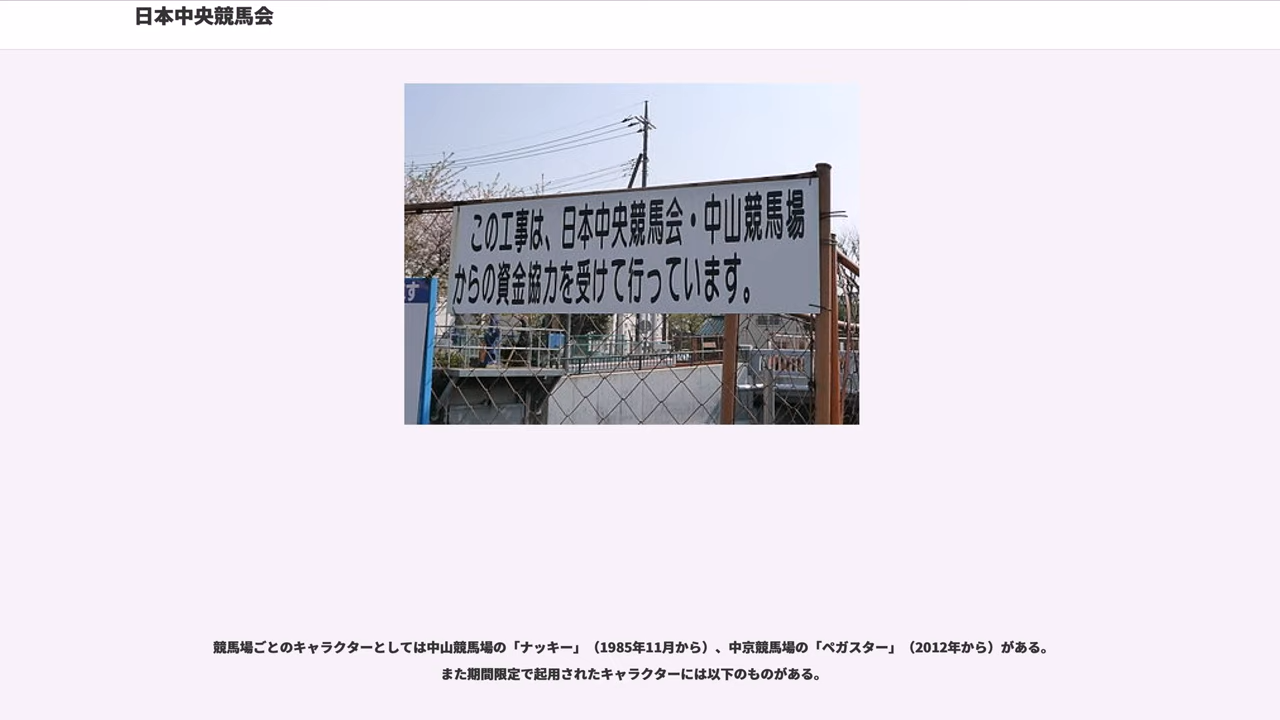 日本中央競馬会
この工事は、日本中央競馬会・中山競馬場
からの資金協力を受けて行っています。
す
競馬場ごとのキャラクターとしては中山競馬場の「ナッキー」（1985年11月から）、中京競馬場の「ペガスター」（2012年から）がある。
また期間限定で起用されたキャラクターには以下のものがある。